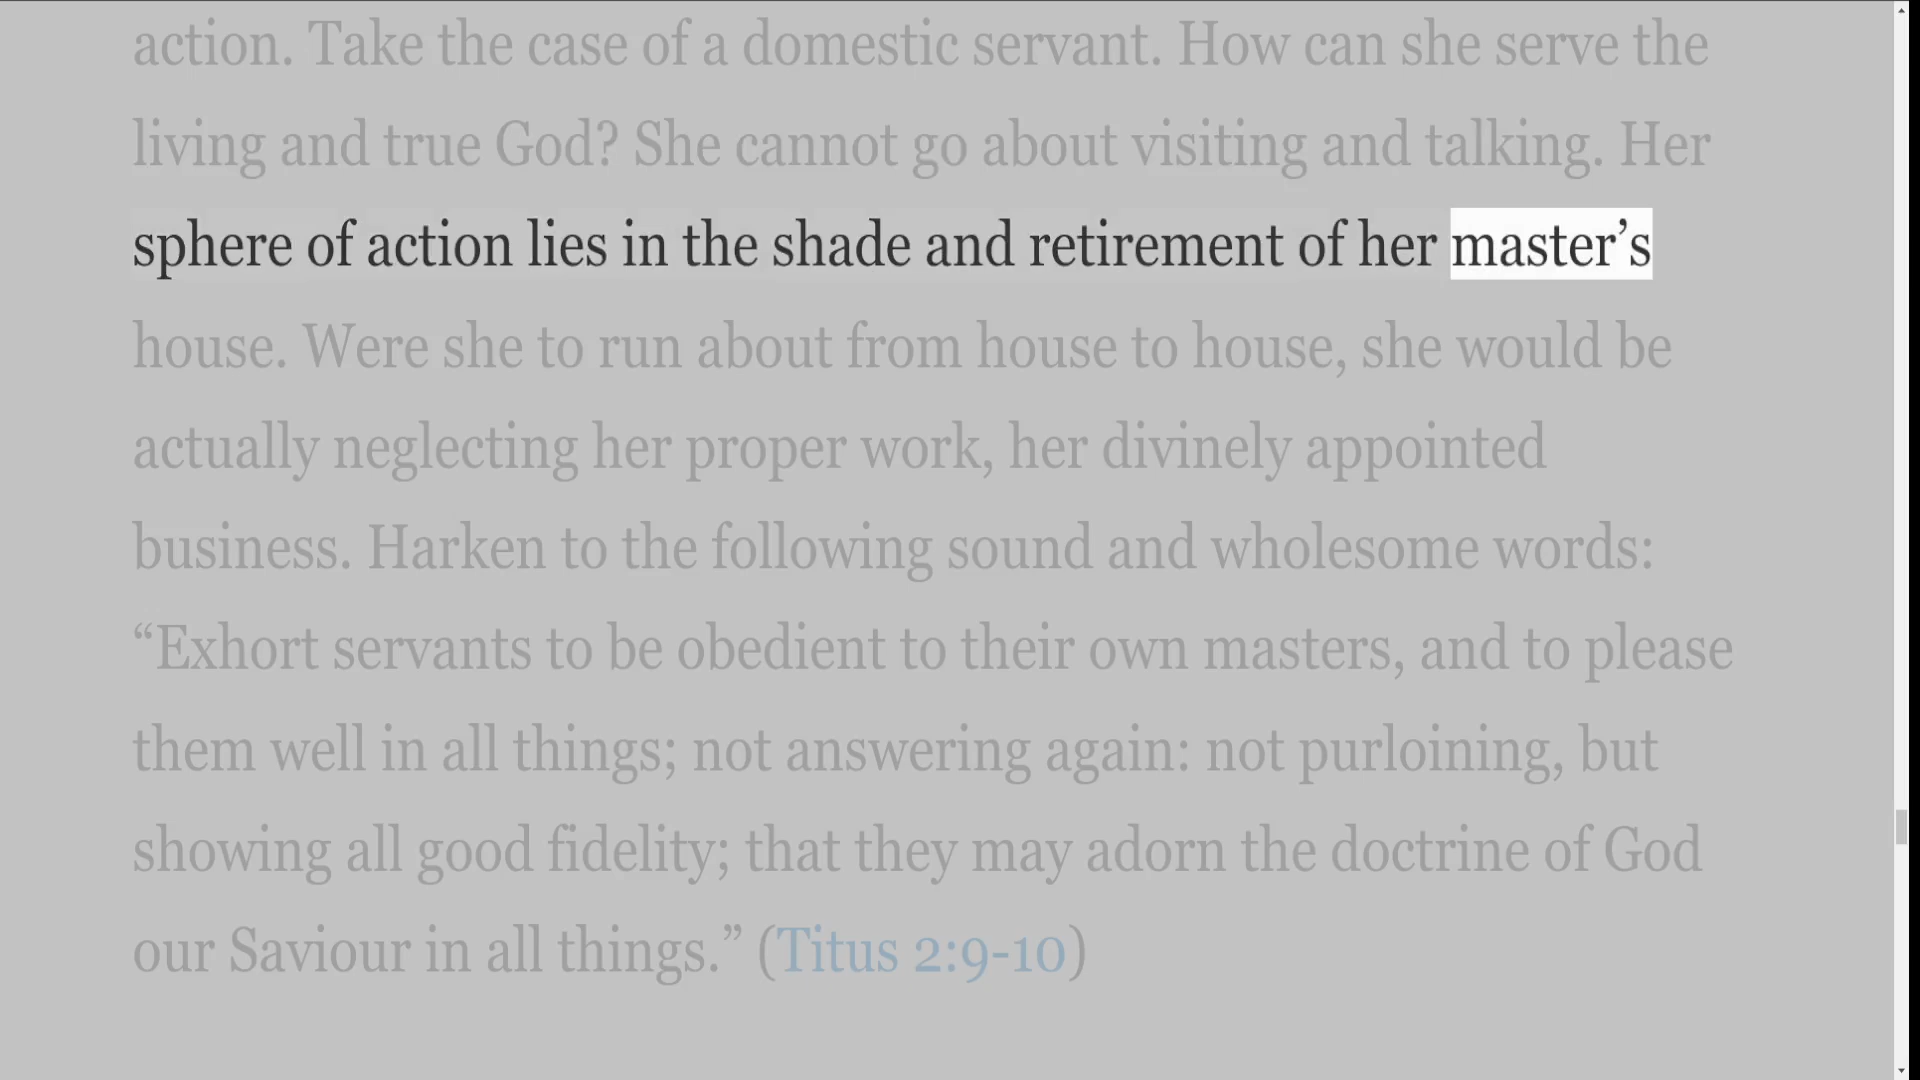 action. Take the case of a domestic servant. How can she serve the
living and true God? She cannot go about visiting and talking. Her
sphere of action lies in the shade and retirement of her master’s
house. Were she to run about from house to house, she would be
actually neglecting her proper work, her divinely appointed
business. Harken to the following sound and wholesome words:
“Exhort servants to be obedient to their own masters, and to please
them well in all things; not answering again: not purloining, but
showing all good fidelity; that they may adorn the doctrine of God
our Saviour in all things.” (Titus 2:9-10)